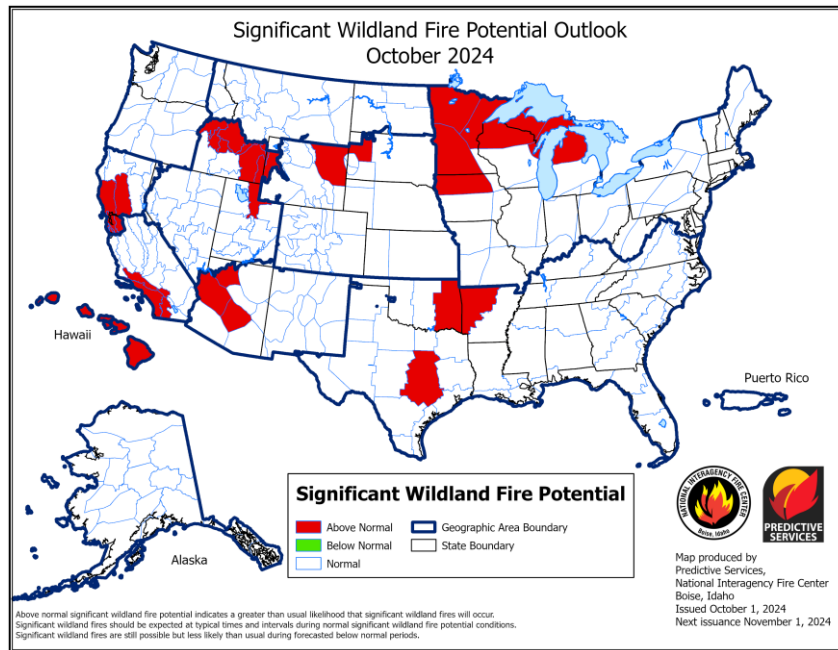 Significant Wildland Fire Potential Outlook
October 2024
Hawaii
Puerto Rico
Alaska
Significant Wildland Fire Potential
Above Normal
Below Normal
Normal
Geographic Area Boundary
State Boundary
NATIONAL INTERAGENCY FIRE CENTER
Boise, Idaho
PREDICTIVE
SERVICES
Map produced by
Predictive Services,
National Interagency Fire Center
Boise, Idaho
Issued October 1, 2024
Next issuance November 1, 2024
Above normal significant wildland fire potential indicates a greater than usual likelihood that significant wildland fires will occur.
Significant wildland fires should be expected at typical times and intervals during normal significant wildland fire potential conditions.
Significant wildland fires are still possible but less likely than usual during forecasted below normal periods.